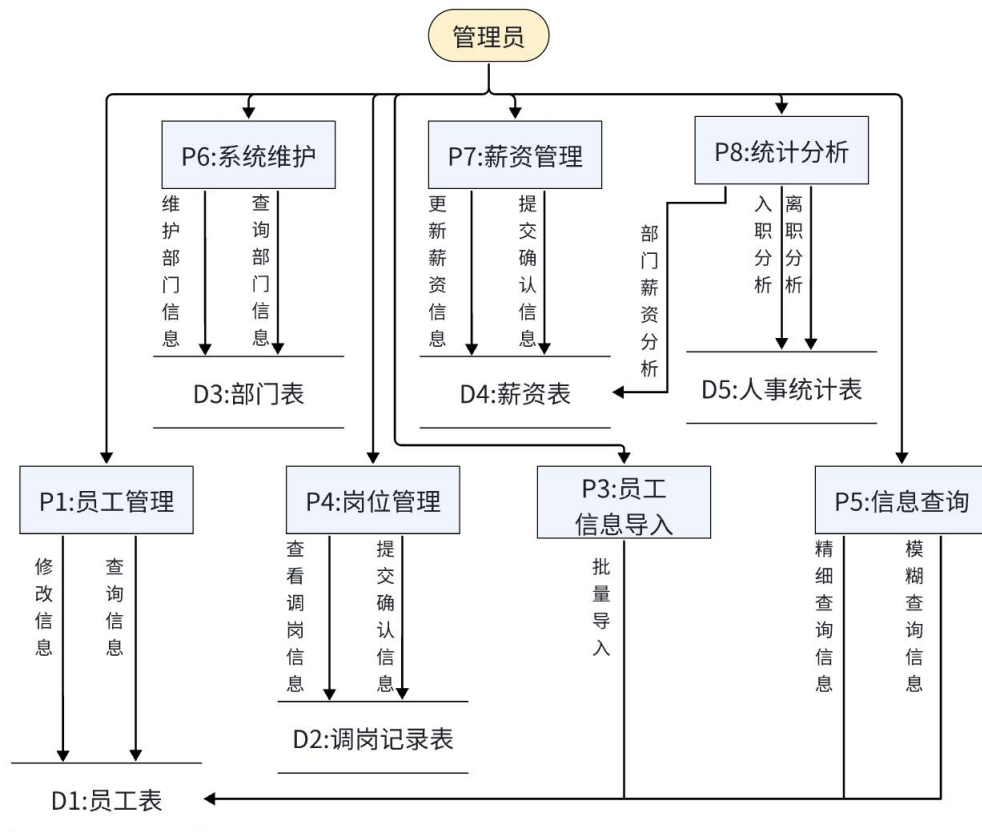 管理员
P6:系统维护
P7:薪资管理
P8:统计分析
维护部门信息
查询部门信息
更新薪资信息
提交确认信息
部门薪资分析
入职分析
离职分析
D3:部门表
D4:薪资表
D5:人事统计表
P1:员工管理
P4:岗位管理
P3:员工
信息导入
P5:信息查询
修改信息
查询信息
查看调岗信息
提交确认信息
批量导入
精细查询信息
模糊查询信息
D2:调岗记录表
D1:员工表